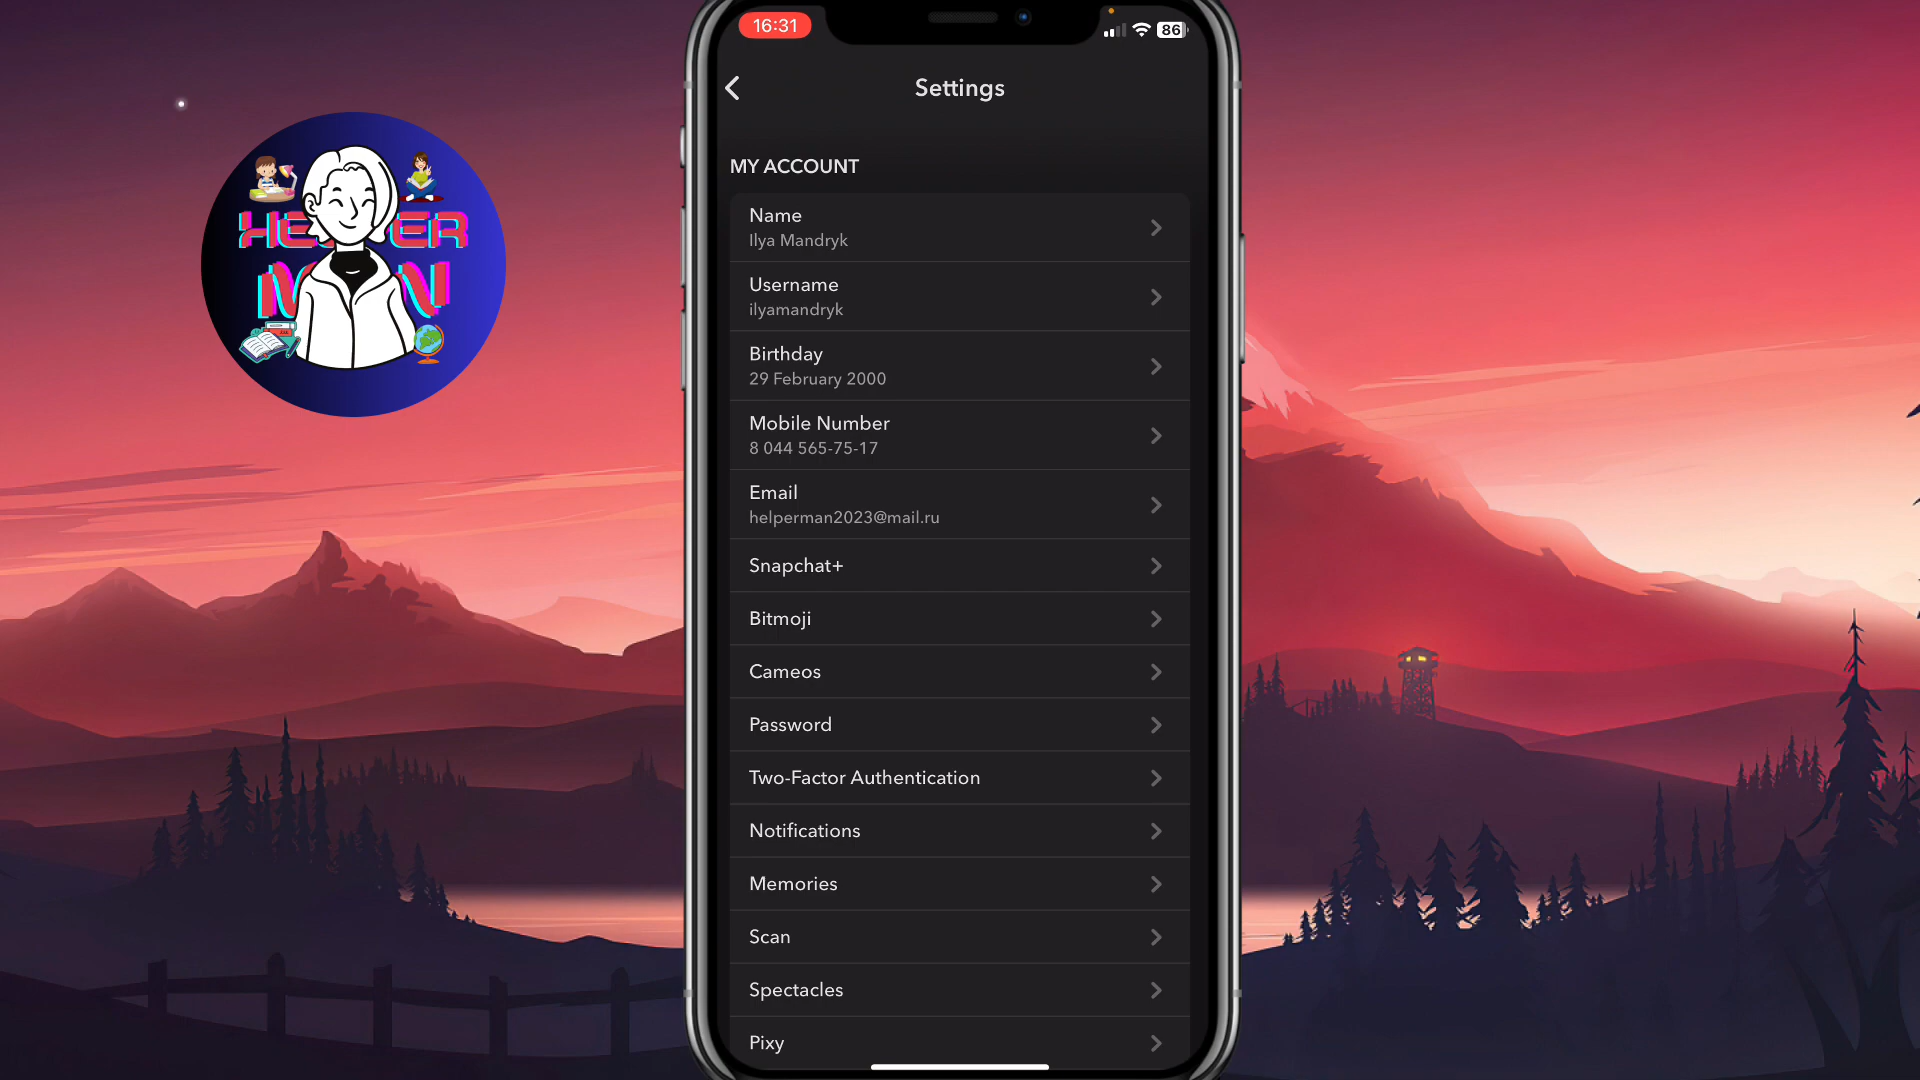 16:31
86
Settings
MY ACCOUNT
Name
Ilya Mandryk
Username
ilyamandryk
Birthday
29 February 2000
Mobile Number
8 044 565-75-17
Email
helperman2023@mail.ru
Snapchat+
Bitmoji
Cameos
Password
Two-Factor Authentication
Notifications
Memories
Scan
Spectacles
Pixy